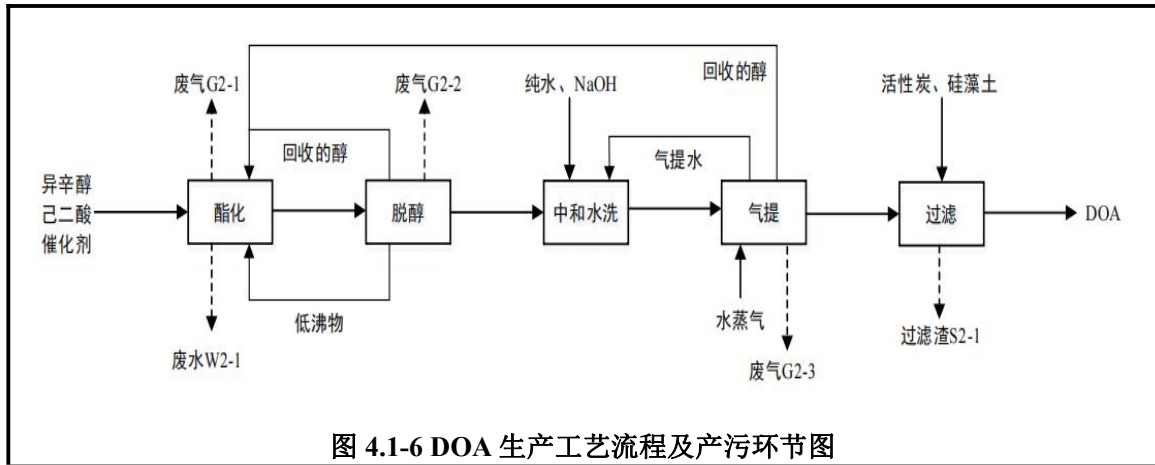 回收的醇
废气G2-1
废气G2-2
纯水、NaOH
活性炭、硅藻土
回收的醇
气提水
异辛醇
己二酸
催化剂
酯化
脱醇
中和水洗
气提
过滤
DOA
低沸物
水蒸气
废水W2-1
过滤渣S2-1
废气G2-3
图 4.1-6 DOA 生产工艺流程及产污环节图